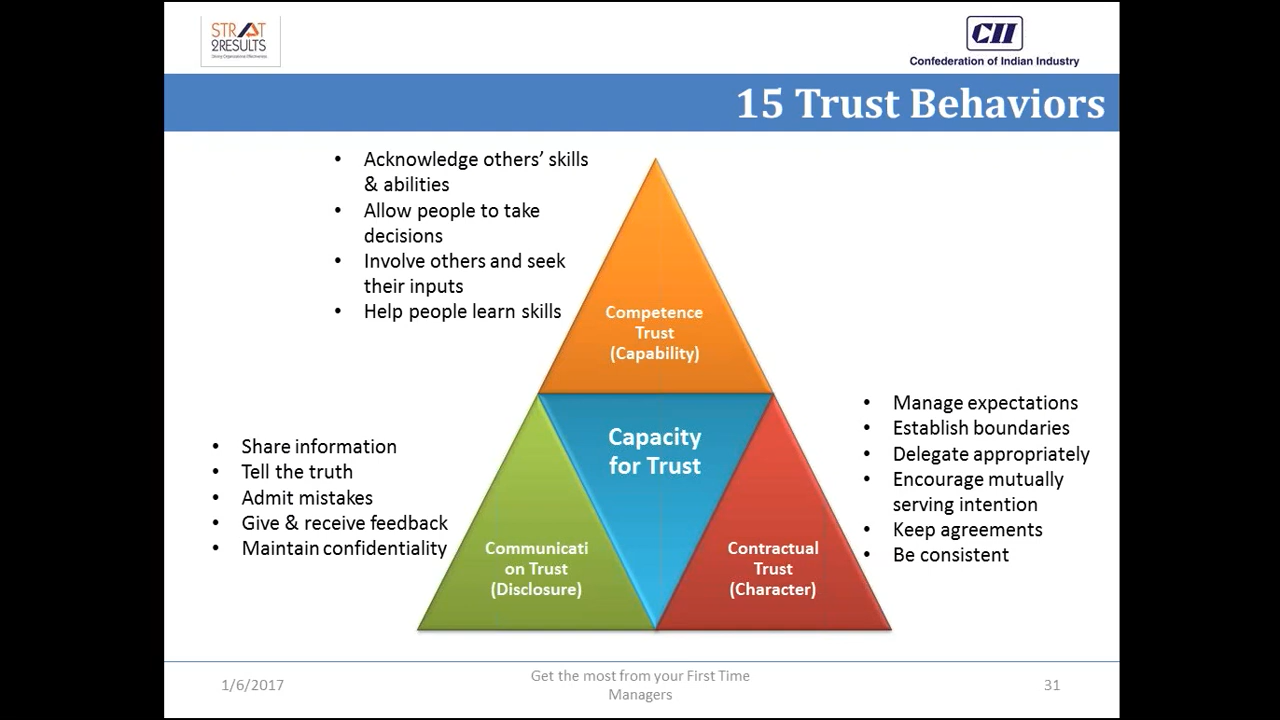 STRAT
2RESULTS
Strong Organizational Effectiveness
CII
Confederation of Indian Industry
15 Trust Behaviors
• Acknowledge others’ skills
& abilities
• Allow people to take
decisions
• Involve others and seek
their inputs
• Help people learn skills
Competence
Trust
(Capability)
• Manage expectations
• Establish boundaries
• Delegate appropriately
• Encourage mutually
serving intention
• Keep agreements
• Be consistent
Capacity
for Trust
• Share information
• Tell the truth
• Admit mistakes
• Give & receive feedback
• Maintain confidentiality
Communicati
on Trust
(Disclosure)
Contractual
Trust
(Character)
1/6/2017
Get the most from your First Time
Managers
31